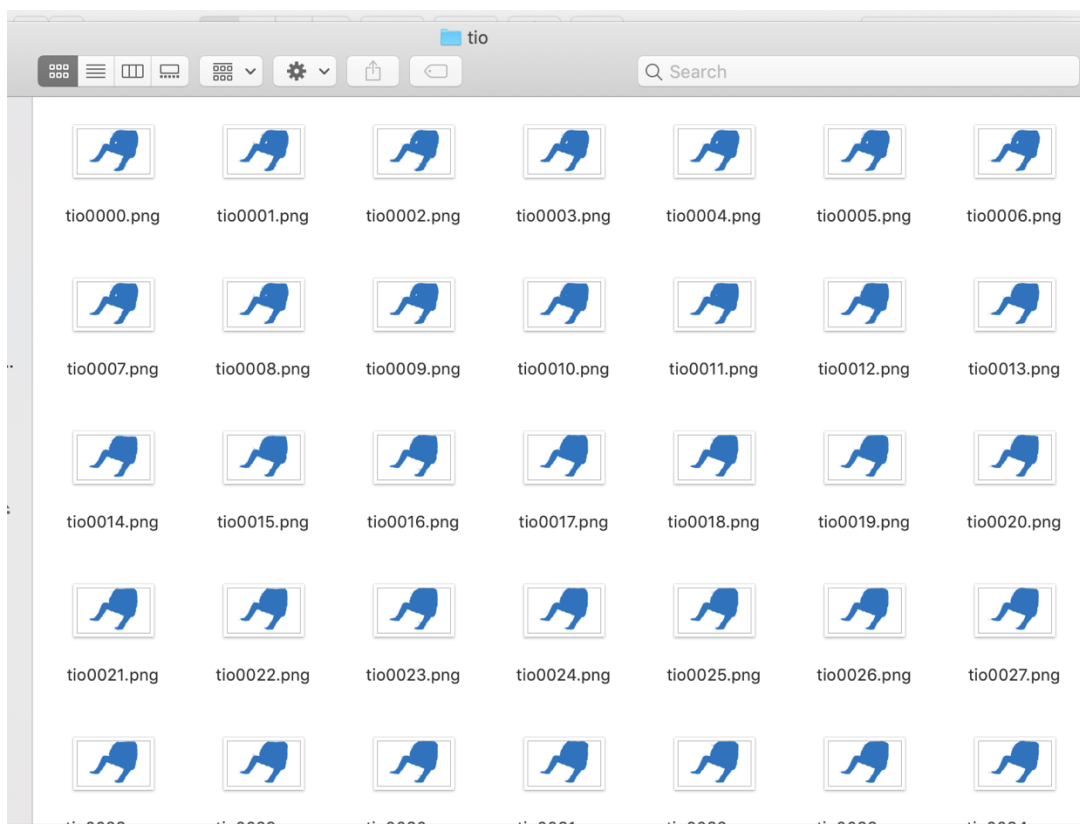 tio
Search
tio0000.png tio0001.png tio0002.png tio0003.png tio0004.png tio0005.png tio0006.png
tio0007.png tio0008.png tio0009.png tio0010.png tio0011.png tio0012.png tio0013.png
tio0014.png tio0015.png tio0016.png tio0017.png tio0018.png tio0019.png tio0020.png
tio0021.png tio0022.png tio0023.png tio0024.png tio0025.png tio0026.png tio0027.png